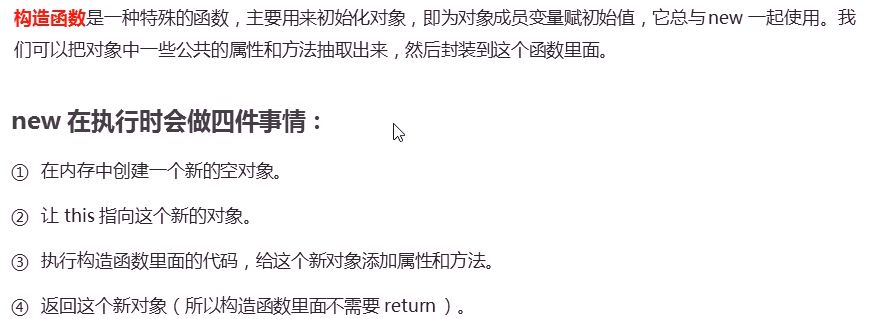 构造函数是一种特殊的函数，主要用来初始化对象，即为对象成员变量赋初始值，它总与 new 一起使用。我
们可以把对象中一些公共的属性和方法抽取出来，然后封装到这个函数里面。
new 在执行时会做四件事情：
① 在内存中创建一个新的空对象。
② 让 this 指向这个新的对象。
③ 执行构造函数里面的代码，给这个新对象添加属性和方法。
④ 返回这个新对象（所以构造函数里面不需要 return ）。